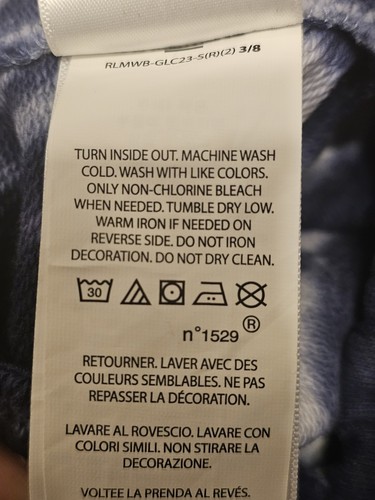 RLMWB-GLC23-S(R)(2) 3/8
TURN INSIDE OUT. MACHINE WASH
COLD. WASH WITH LIKE COLORS.
ONLY NON-CHLORINE BLEACH
WHEN NEEDED. TUMBLE DRY LOW.
WARM IRON IF NEEDED ON
REVERSE SIDE. DO NOT IRON
DECORATION. DO NOT DRY CLEAN.
30
n°1529 ®
RETOURNER. LAVER AVEC DES
COULEURS SEMBLABLES. NE PAS
REPASSER LA DÉCORATION.
LAVARE AL ROVESCIO. LAVARE CON
COLORI SIMILI. NON STIRARE LA
DECORAZIONE.
VOLTEE LA PRENDA AL REVÉS.